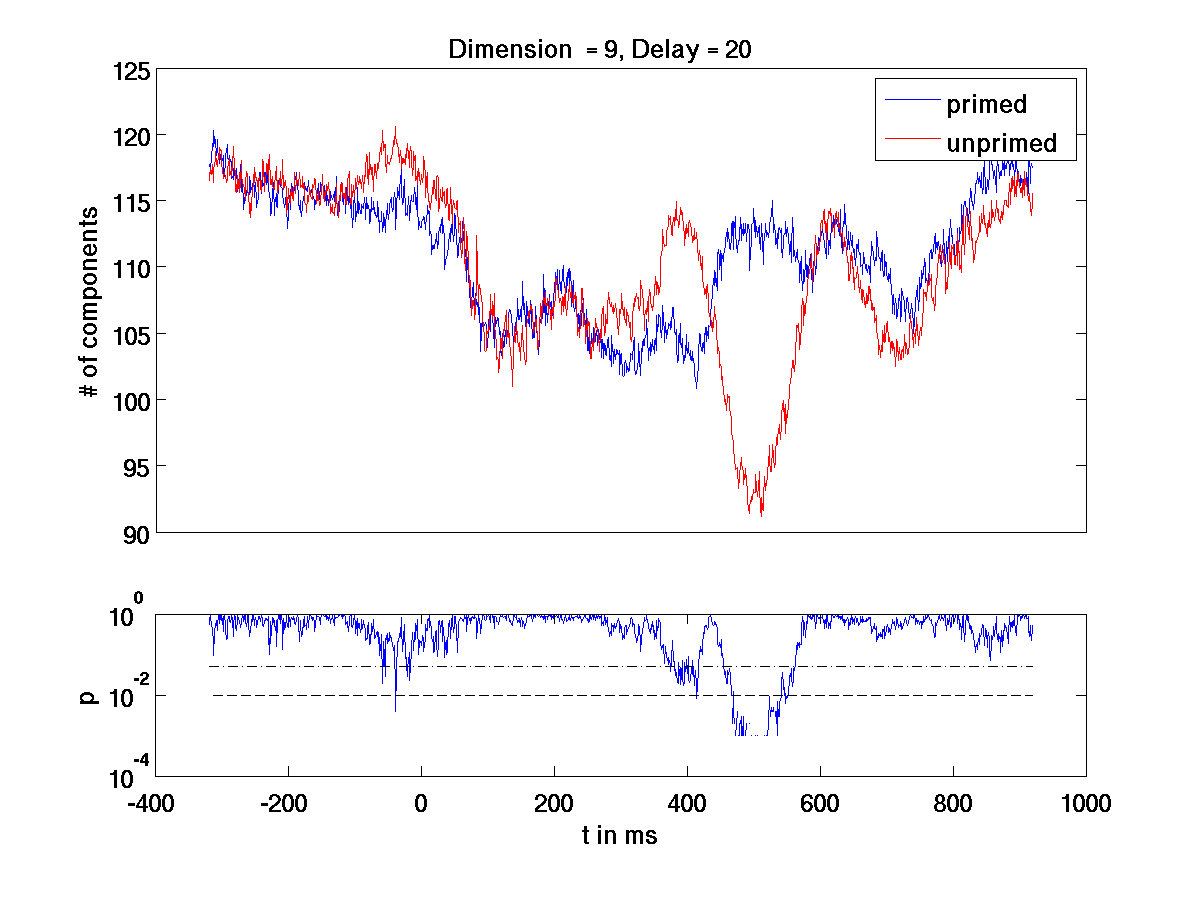 Dimension = 9, Delay = 20
125
120
115
110
105
100
95
90
# of components
primed
unprimed
10^0
10^-2
10^-4
p
-400 -200 0 200 400 600 800 1000
t in ms